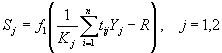 S_j = f_1( 1/K_j ∑_{i=1}^{n} t_{ij} Y_j − R ) , j = 1,2